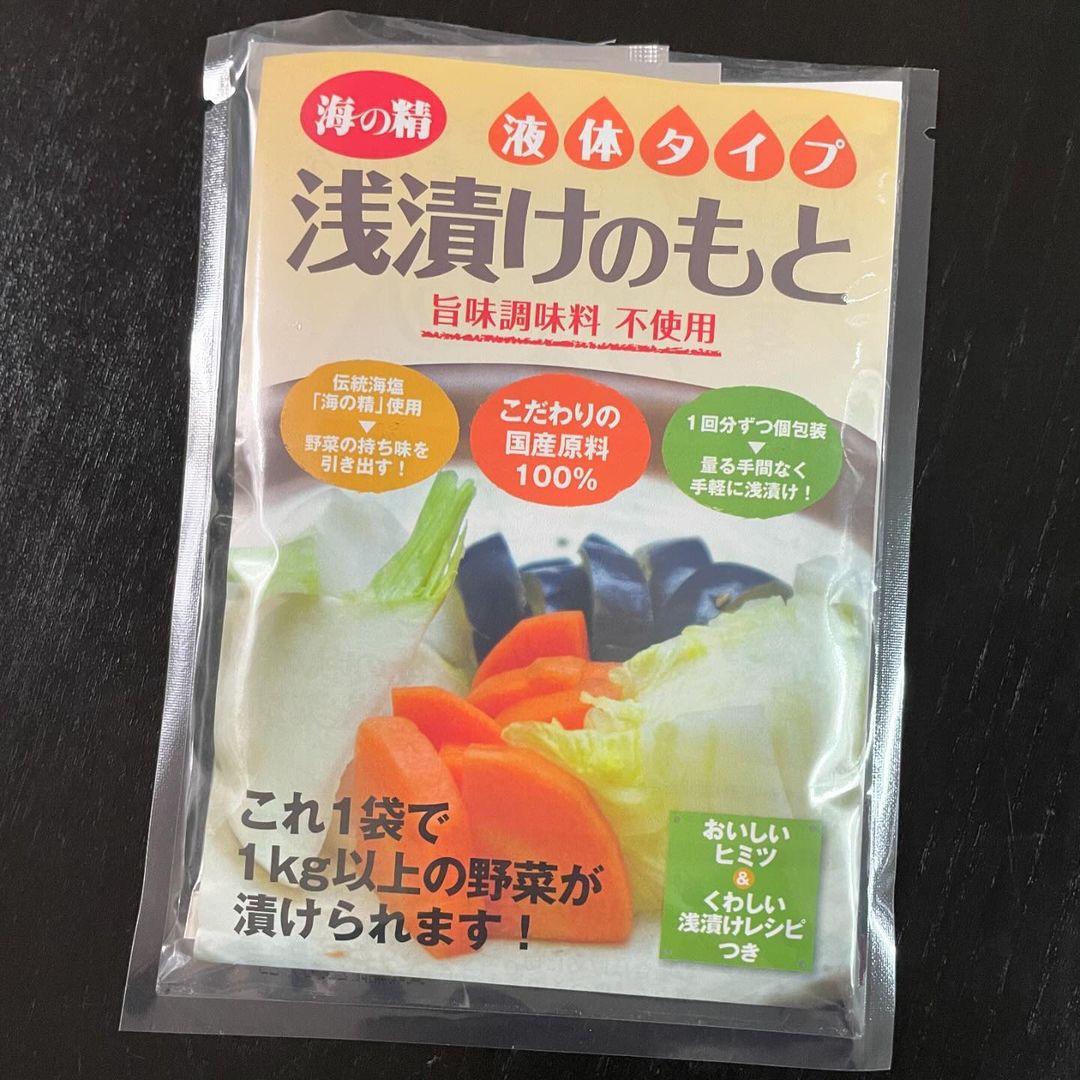 海の精
液体タイプ
浅漬けのもと
旨味調味料 不使用
伝統海塩
「海の精」使用
▼
野菜の持ち味を
引き出す！
こだわりの
国産原料
100%
1回分ずつ個包装
▼
量る手間なく
手軽に浅漬け！
これ1袋で
1kg以上の野菜が
漬けられます！
おいしい
ヒミツ
&
くわしい
浅漬けレシピ
つき